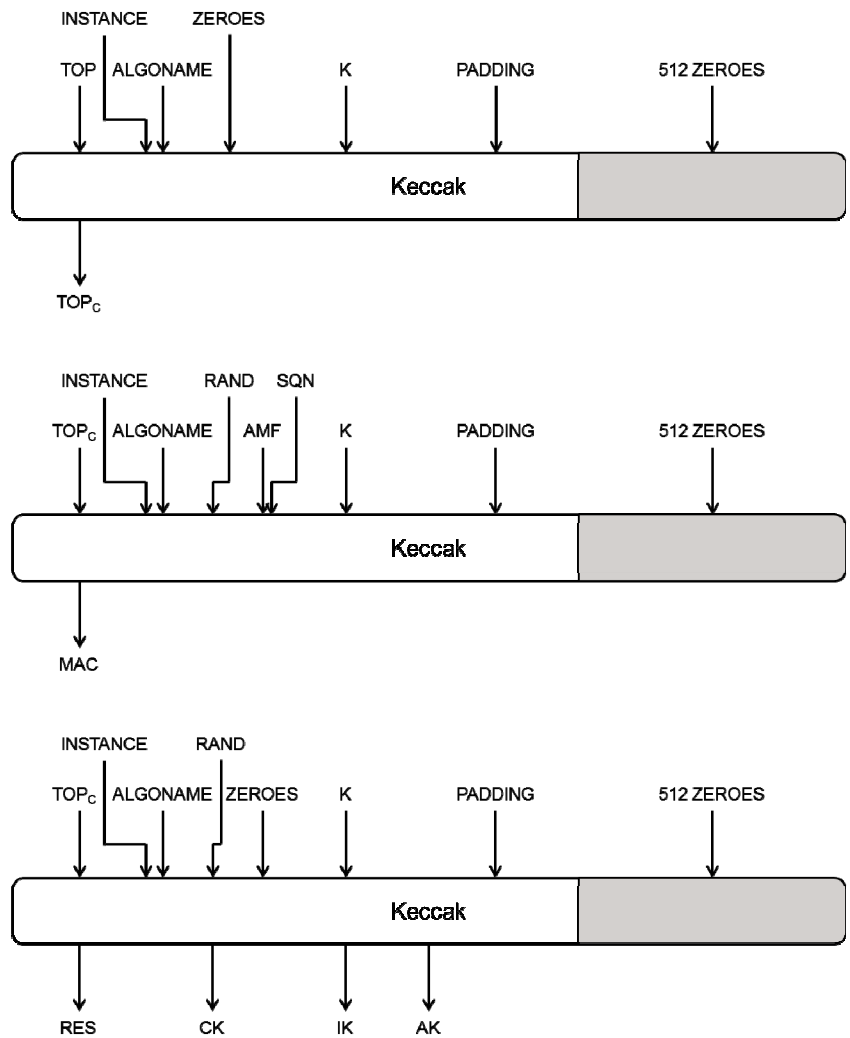 INSTANCE ZEROES
TOP ALGONAME K PADDING 512 ZEROES
Keccak
TOPC
INSTANCE RAND SQN
TOPC ALGONAME AMF K PADDING 512 ZEROES
Keccak
MAC
INSTANCE RAND
TOPC ALGONAME ZEROES K PADDING 512 ZEROES
Keccak
RES CK IK AK